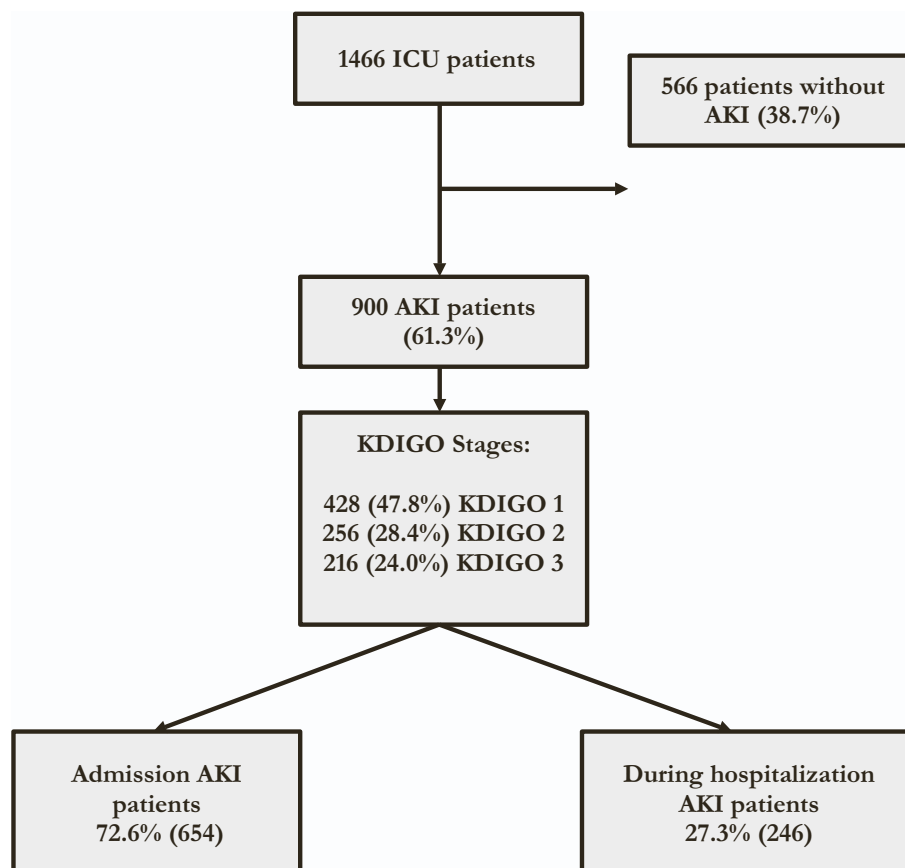 1466 ICU patients
566 patients without
AKI (38.7%)
900 AKI patients
(61.3%)
KDIGO Stages:
428 (47.8%) KDIGO 1
256 (28.4%) KDIGO 2
216 (24.0%) KDIGO 3
Admission AKI
patients
72.6% (654)
During hospitalization
AKI patients
27.3% (246)